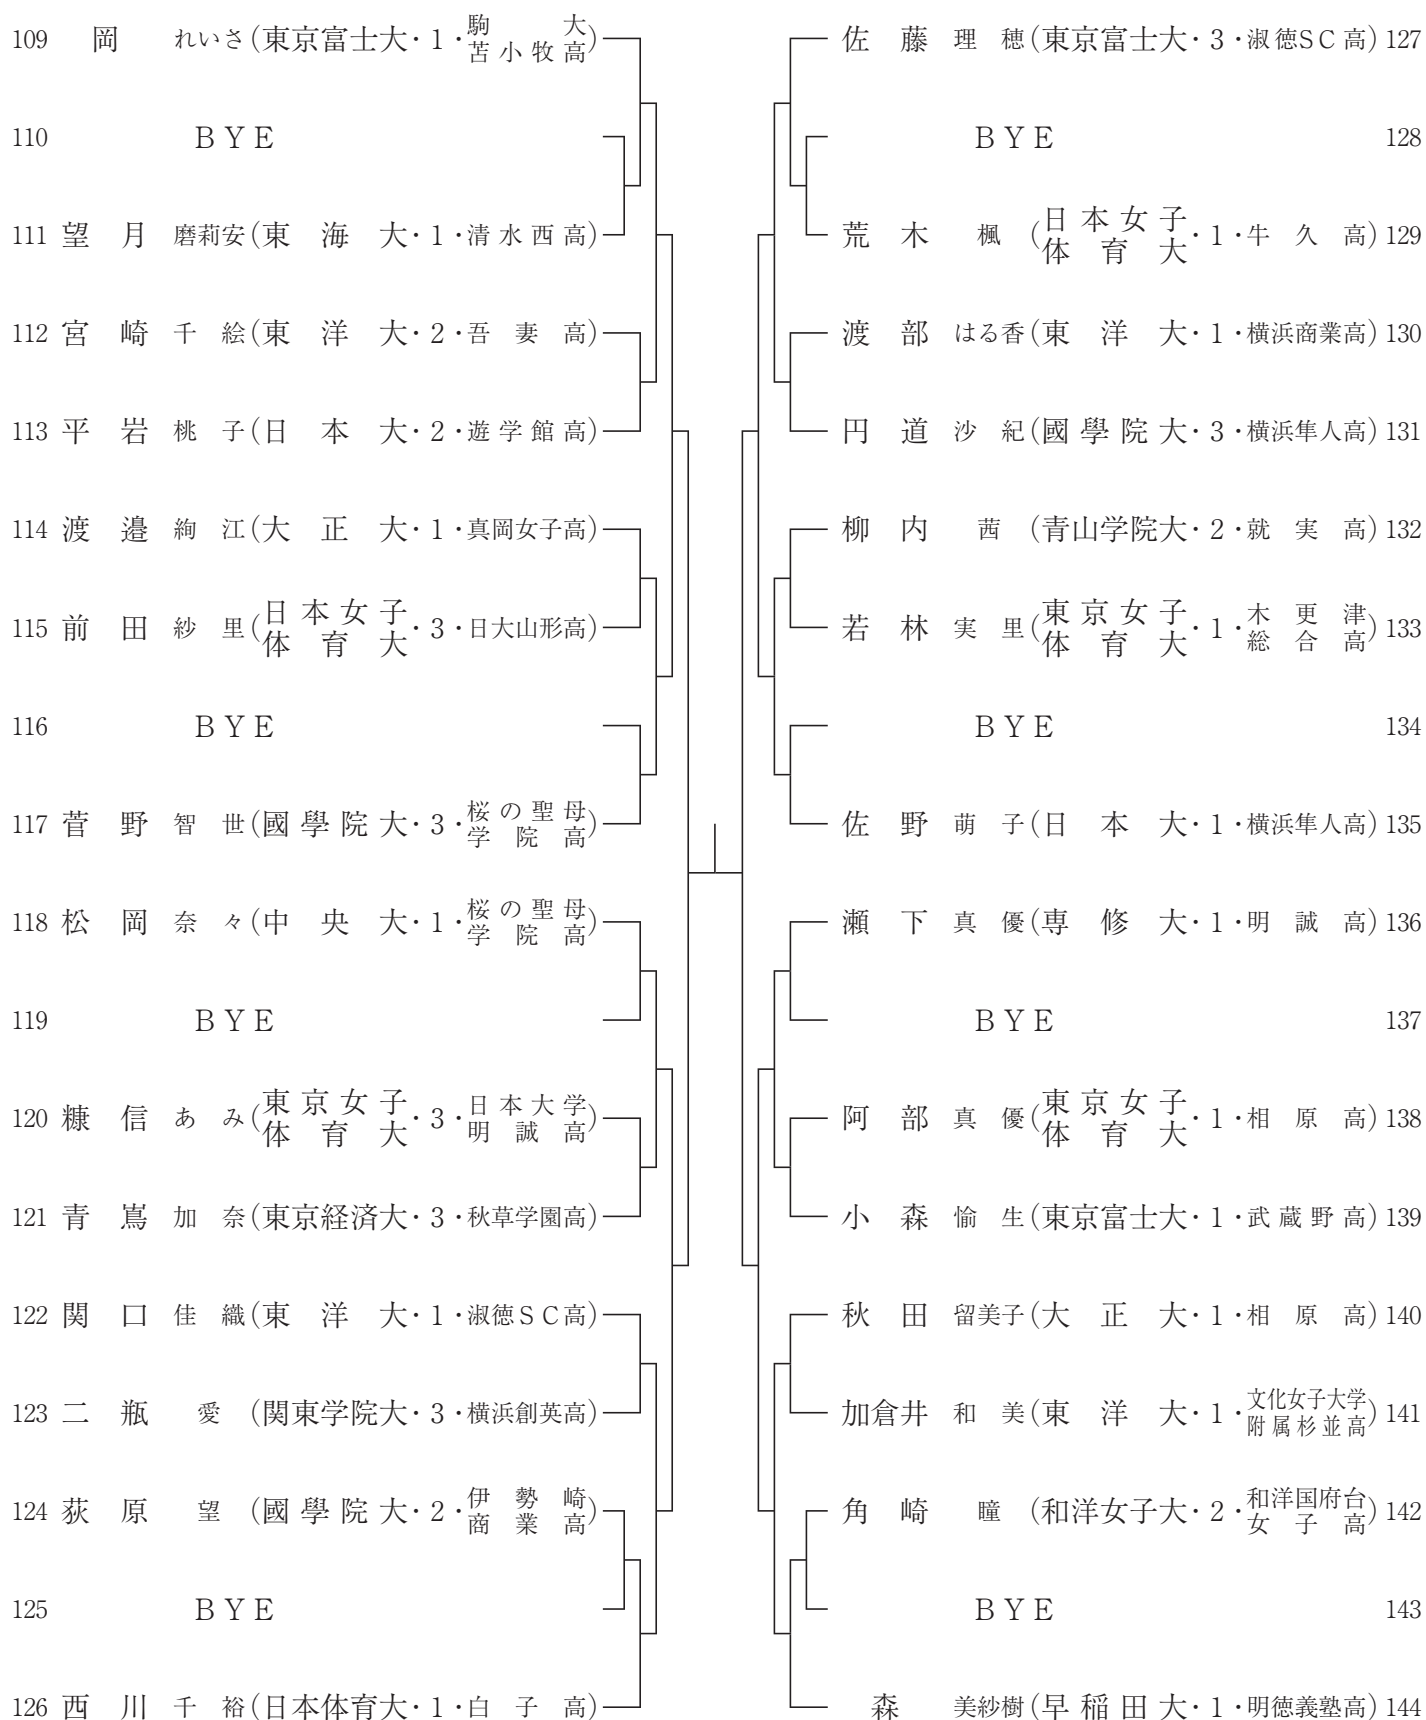 109 岡 れいさ(東京富士大・1・駒大苫小牧高)
110 BYE
111 望月 磨莉安(東海大・1・清水西高)
112 宮崎 千絵(東洋大・2・吾妻高)
113 平岩 桃子(日本大・2・遊学館高)
114 渡邉 絢江(大正大・1・真岡女子高)
115 前田 紗里(日本女子体育大・3・日大山形高)
116 BYE
117 菅野 智世(國學院大・3・桜の聖母学院高)
118 松岡 奈々(中央大・1・桜の聖母学院高)
119 BYE
120 糠信 あみ(東京女子体育大・3・日本大学明誠高)
121 青嶌 加奈(東京経済大・3・秋草学園高)
122 関口 佳織(東洋大・1・淑徳SC高)
123 二瓶 愛(関東学院大・3・横浜創英高)
124 荻原 望(國學院大・2・伊勢崎商業高)
125 BYE
126 西川 千裕(日本体育大・1・白子高)
佐藤 理穂(東京富士大・3・淑徳SC高) 127
BYE 128
荒木 楓(日本女子体育大・1・牛久高) 129
渡部 はる香(東洋大・1・横浜商業高) 130
円道 沙紀(國學院大・3・横浜隼人高) 131
柳内 茜(青山学院大・2・就実高) 132
若林 実里(東京女子体育大・1・木更津総合高) 133
BYE 134
佐野 萌子(日本大・1・横浜隼人高) 135
瀬下 真優(専修大・1・明誠高) 136
BYE 137
阿部 真優(東京女子体育大・1・相原高) 138
小森 愉生(東京富士大・1・武蔵野高) 139
秋田 留美子(大正大・1・相原高) 140
加倉井 和美(東洋大・1・文化女子大学附属杉並高) 141
角崎 瞳(和洋女子大・2・和洋国府台女子高) 142
BYE 143
森 美紗樹(早稲田大・1・明徳義塾高) 144